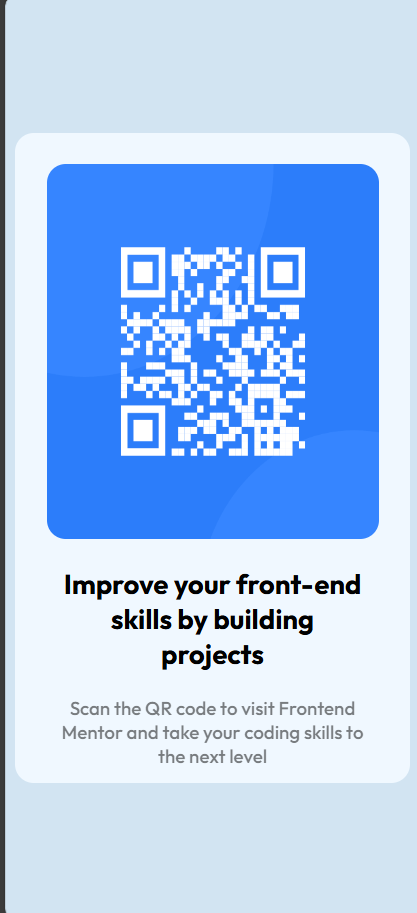 Improve your front-end
skills by building
projects
Scan the QR code to visit Frontend
Mentor and take your coding skills to
the next level